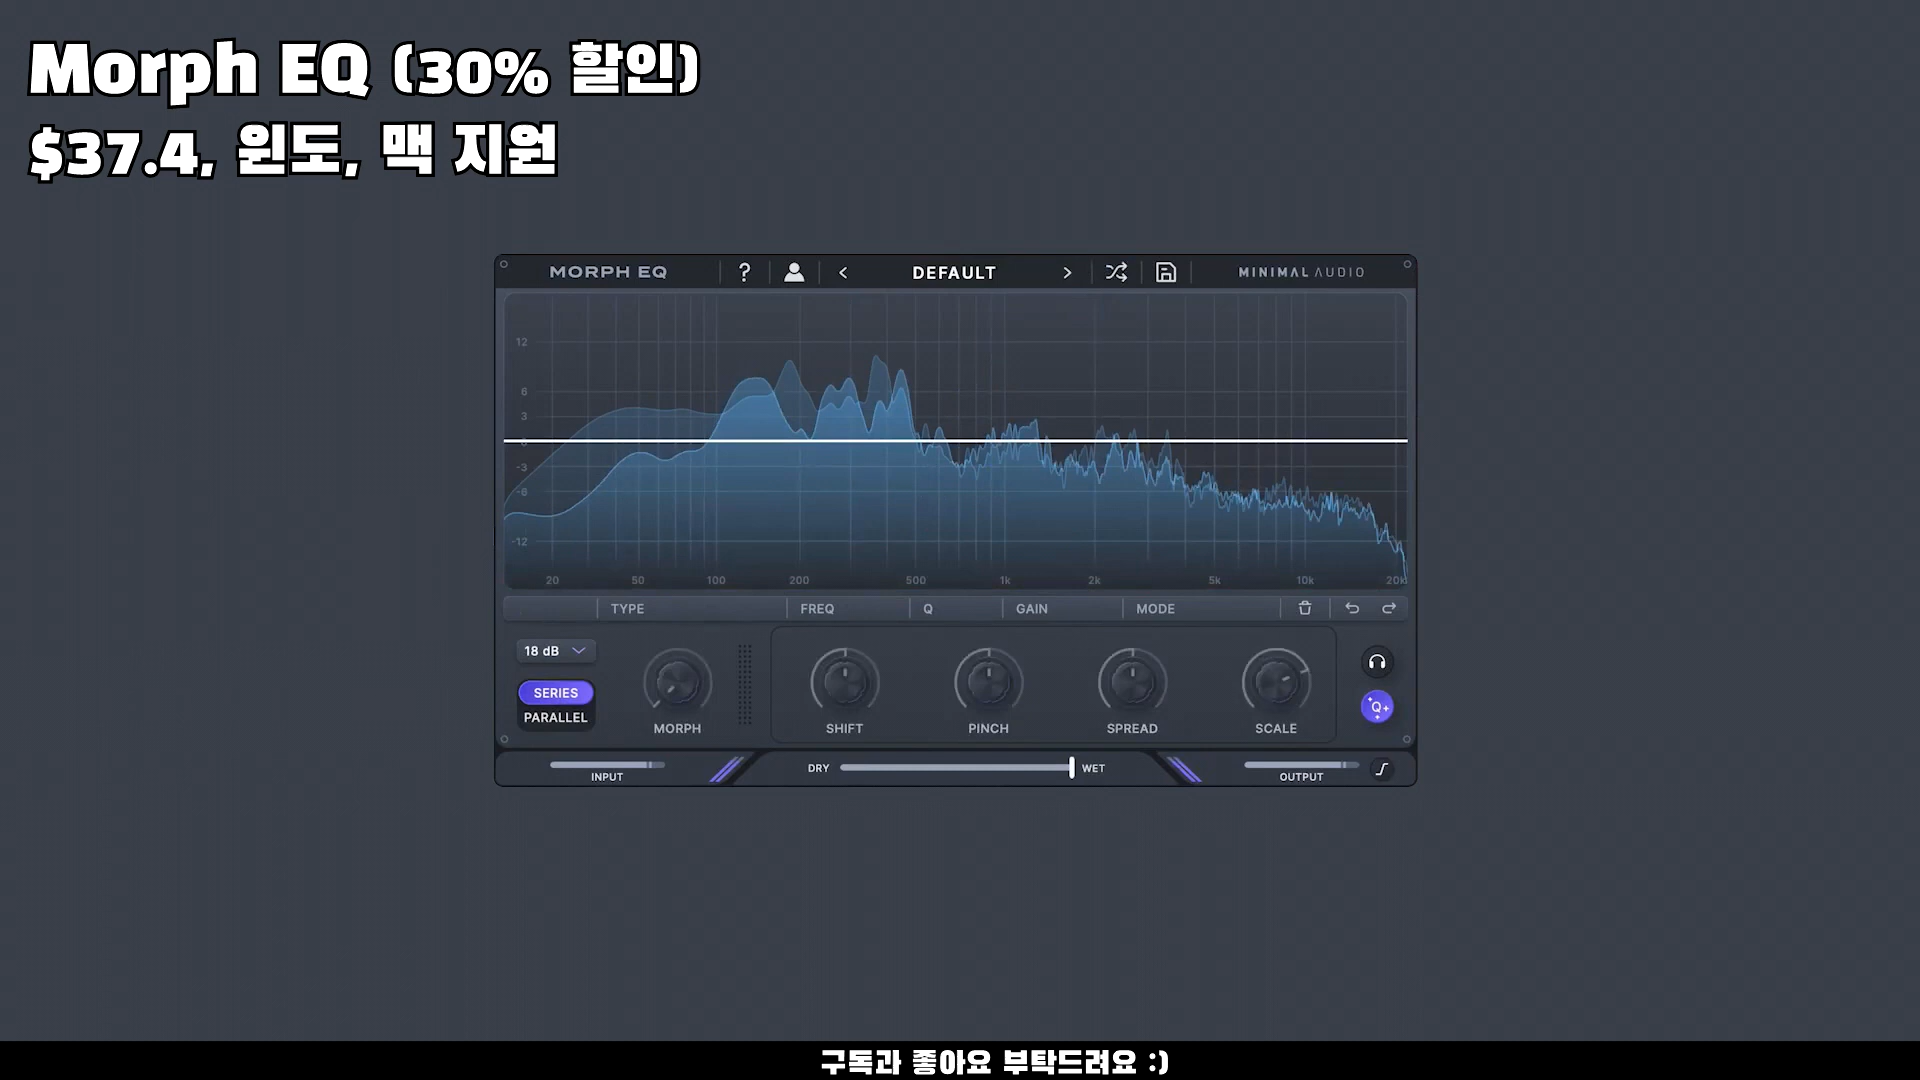 Morph EQ (30% 할인)
$37.4, 윈도, 맥 지원
MORPH EQ ? < DEFAULT > MINIMAL AUDIO
12
6
3
0
-3
-6
-12
20 50 100 200 500 1k 2k 5k 10k 20k
TYPE FREQ Q GAIN MODE
18 dB
SERIES
PARALLEL
MORPH SHIFT PINCH SPREAD SCALE
Q+
INPUT DRY WET OUTPUT
구독과 좋아요 부탁드려요 :)